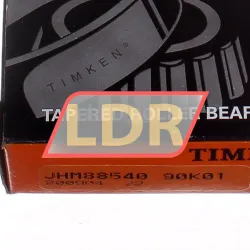 TIMKEN®
TAPERED ROLLER BEAR
LDR
TIM
JHM88540 90K01